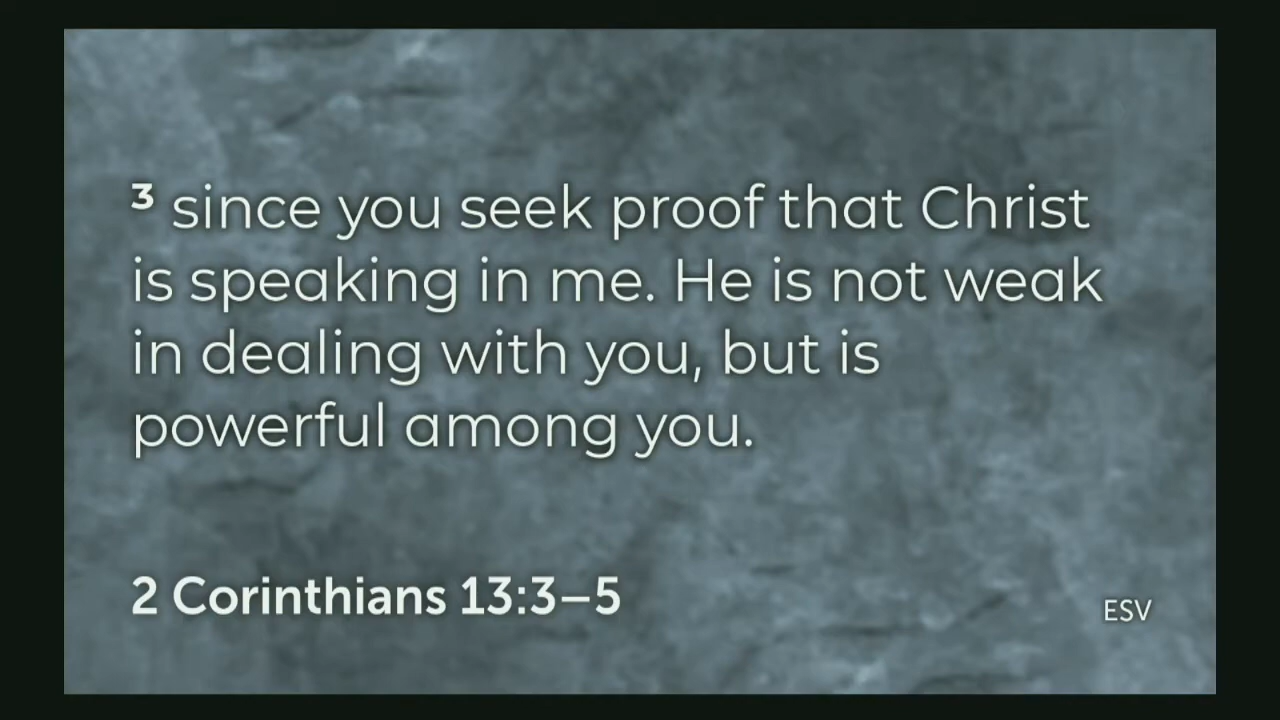 ³ since you seek proof that Christ
is speaking in me. He is not weak
in dealing with you, but is
powerful among you.
2 Corinthians 13:3–5
ESV